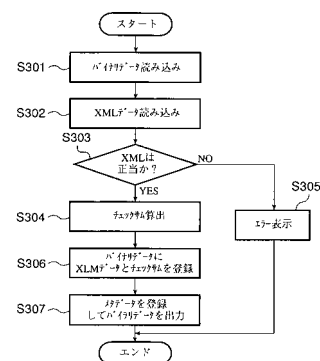 スタート
S301
バイナリデータ読み込み
S302
XMLデータ読み込み
S303
XMLは
正当か?
NO
YES
S304
チェックサム算出
S305
エラー表示
S306
バイナリデータに
XLMデータとチェックサムを登録
S307
メタデータを登録
してバイナリデータを出力
エンド